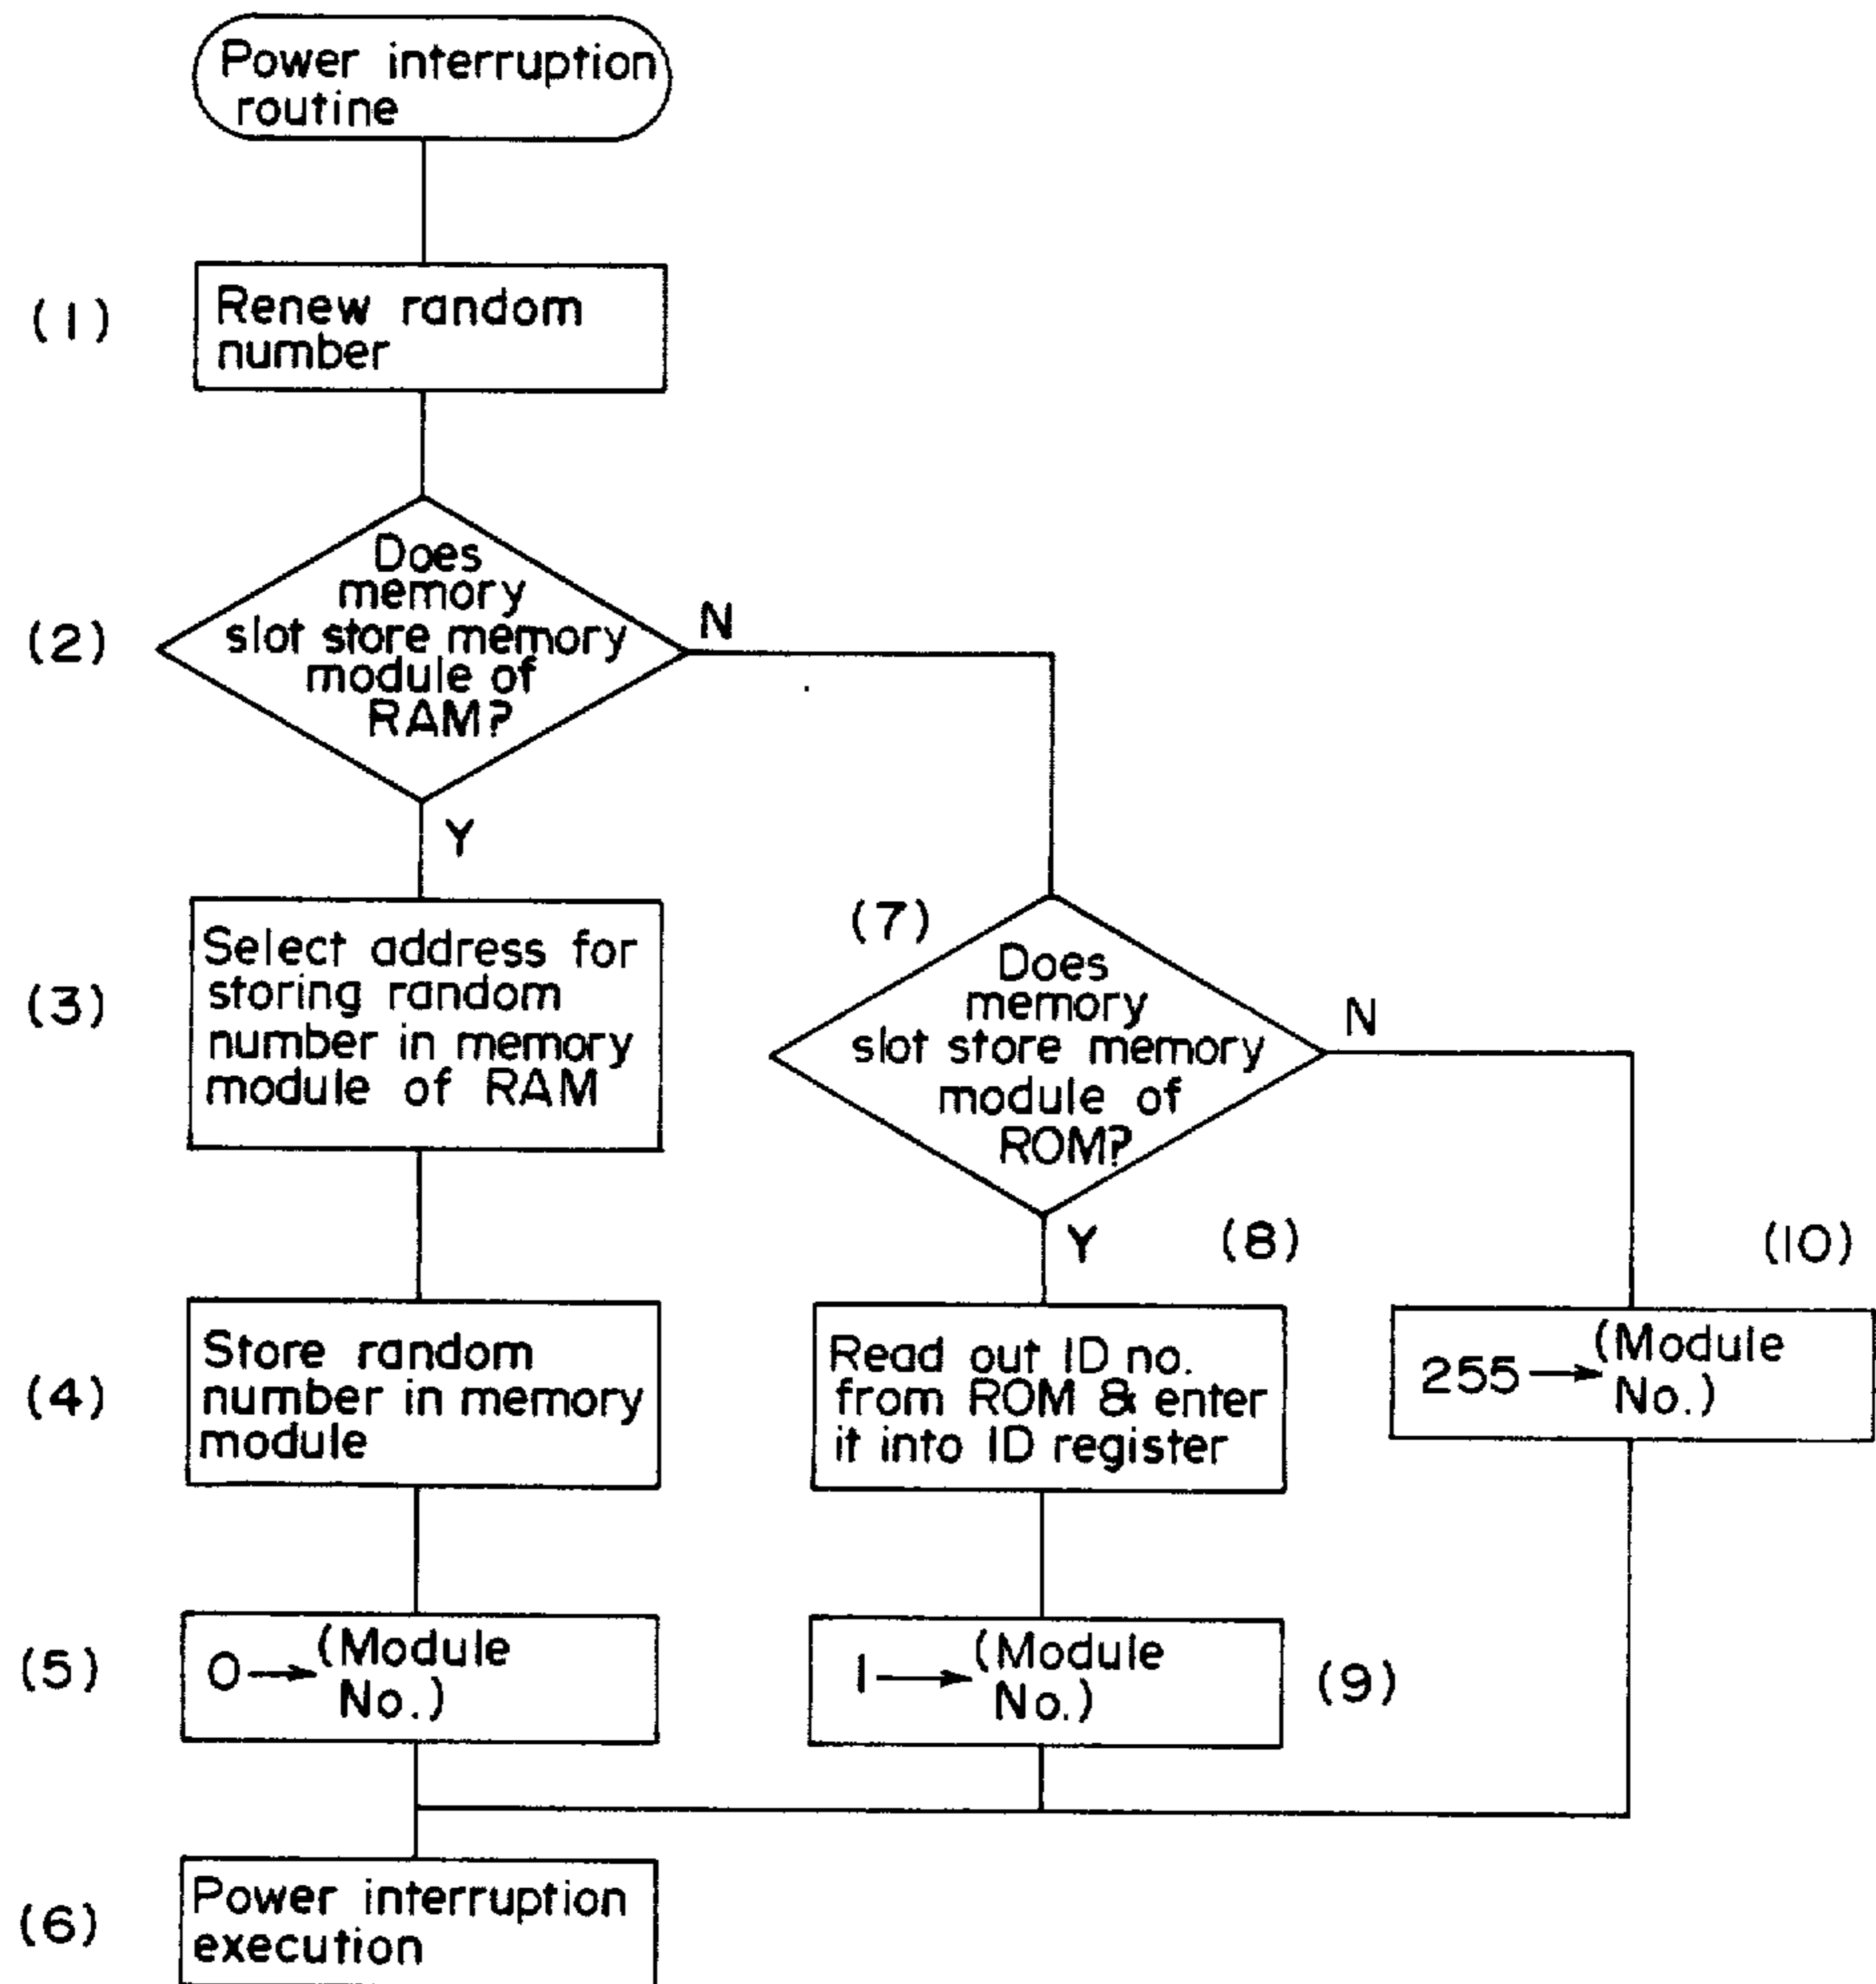 Power interruption
routine
(1)
Renew random
number
(2)
Does
memory
slot store memory
module of
RAM?
N
Y
(3)
Select address for
storing random
number in memory
module of RAM
(7)
Does
memory
slot store memory
module of
ROM?
N
Y
(4)
Store random
number in memory
module
(8)
Read out ID no.
from ROM & enter
it into ID register
(10)
255→(Module
No.)
(5)
0→(Module
No.)
1→(Module
No.)
(9)
(6)
Power interruption
execution